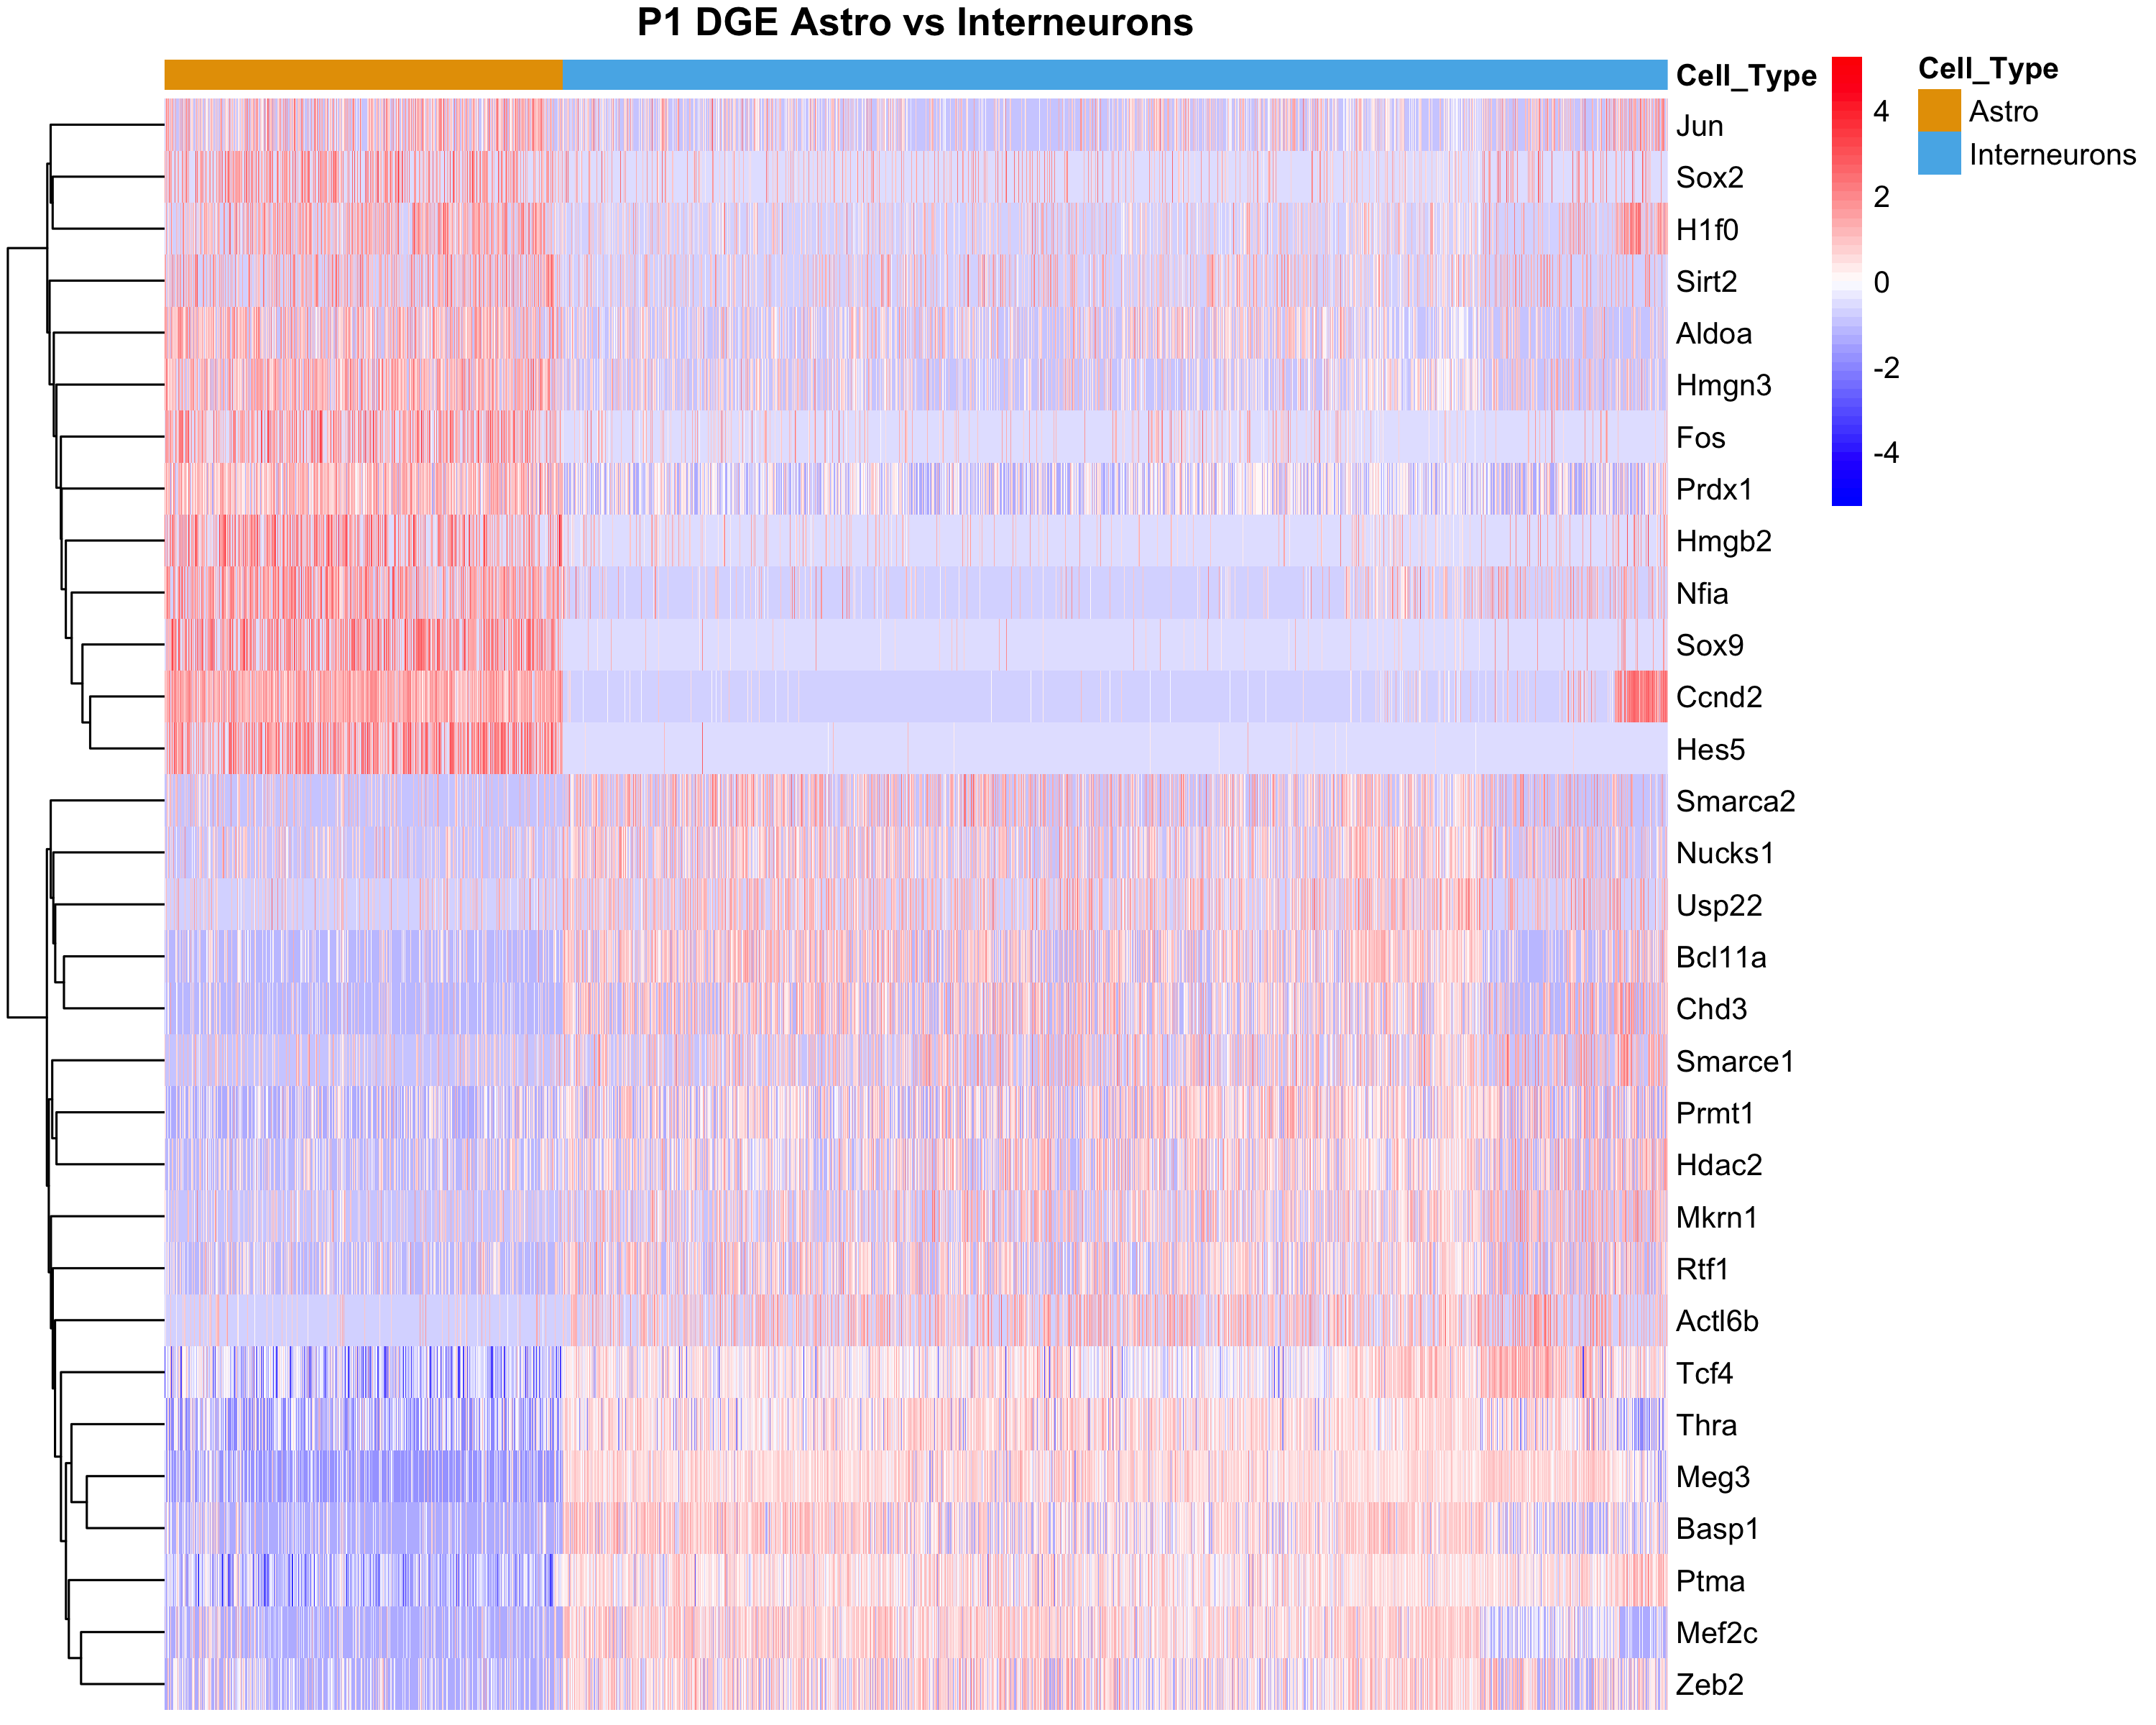 P1 DGE Astro vs Interneurons
Cell_Type
Jun
Sox2
H1f0
Sirt2
Aldoa
Hmgn3
Fos
Prdx1
Hmgb2
Nfia
Sox9
Ccnd2
Hes5
Smarca2
Nucks1
Usp22
Bcl11a
Chd3
Smarce1
Prmt1
Hdac2
Mkrn1
Rtf1
Actl6b
Tcf4
Thra
Meg3
Basp1
Ptma
Mef2c
Zeb2
4
2
0
-2
-4
Cell_Type
Astro
Interneurons